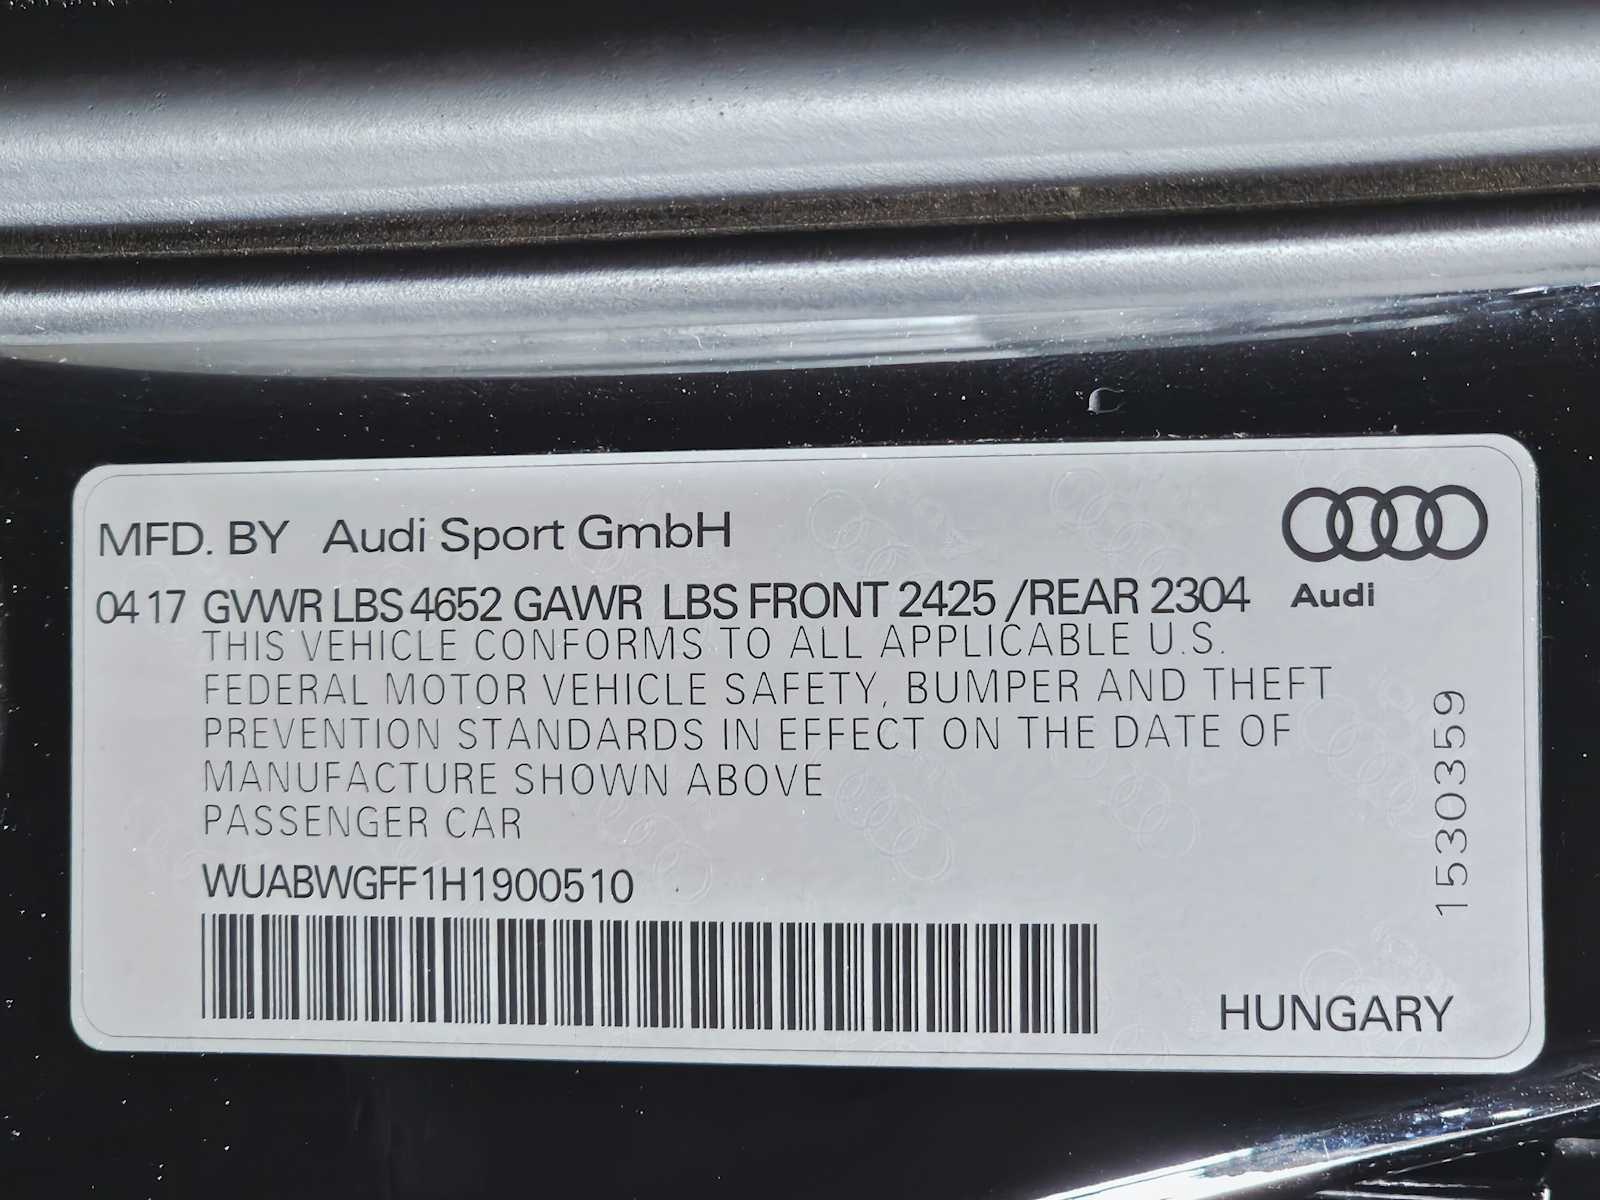 MFD. BY Audi Sport GmbH
Audi
04 17 GVWR LBS 4652 GAWR LBS FRONT 2425 /REAR 2304
THIS VEHICLE CONFORMS TO ALL APPLICABLE U.S.
FEDERAL MOTOR VEHICLE SAFETY, BUMPER AND THEFT
PREVENTION STANDARDS IN EFFECT ON THE DATE OF
MANUFACTURE SHOWN ABOVE
PASSENGER CAR
WUABWGFF1H1900510
1530359
HUNGARY